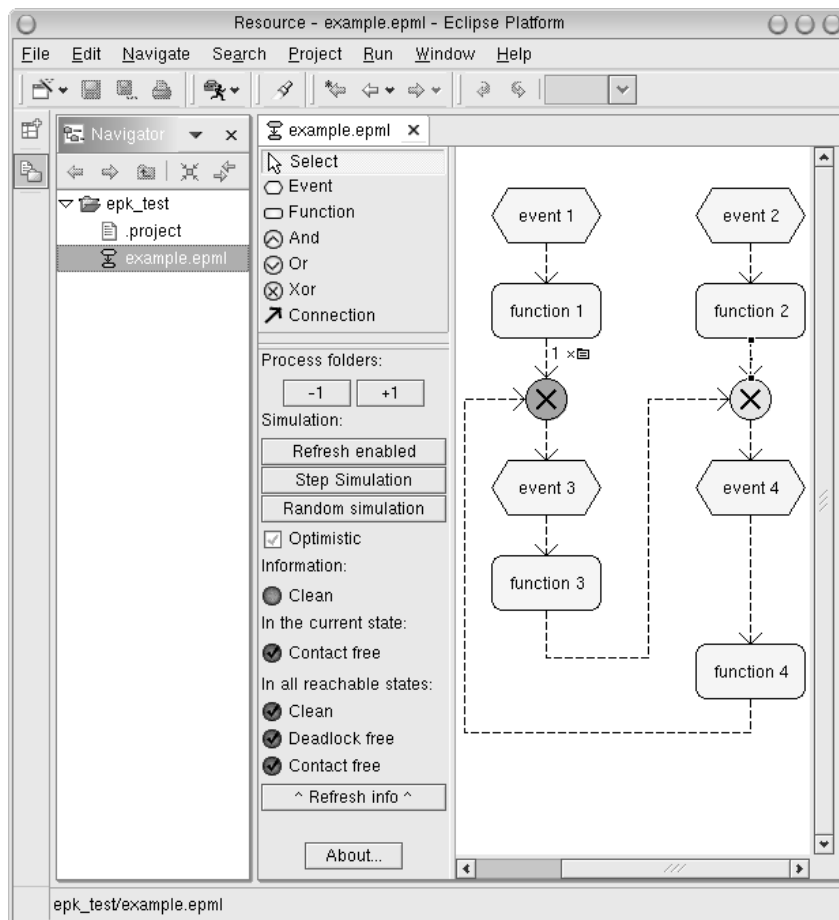 Resource - example.epml - Eclipse Platform
File Edit Navigate Search Project Run Window Help
Navigator
epk_test
.project
example.epml
example.epml
Select
Event
Function
And
Or
Xor
Connection
Process folders:
-1 +1
Simulation:
Refresh enabled
Step Simulation
Random simulation
Optimistic
Information:
Clean
In the current state:
Contact free
In all reachable states:
Clean
Deadlock free
Contact free
^ Refresh info ^
About...
event 1 event 2
function 1 function 2
1 ×
event 3 event 4
function 3
function 4
epk_test/example.epml